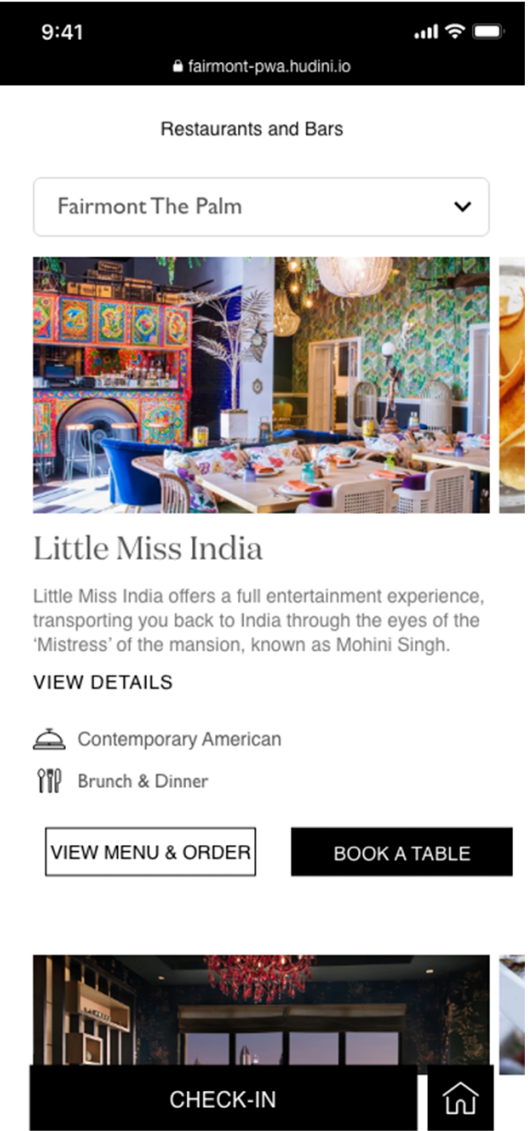 9:41
fairmont-pwa.hudini.io
Restaurants and Bars
Fairmont The Palm
Little Miss India
Little Miss India offers a full entertainment experience,
transporting you back to India through the eyes of the
‘Mistress’ of the mansion, known as Mohini Singh.
VIEW DETAILS
Contemporary American
Brunch & Dinner
VIEW MENU & ORDER
BOOK A TABLE
CHECK-IN